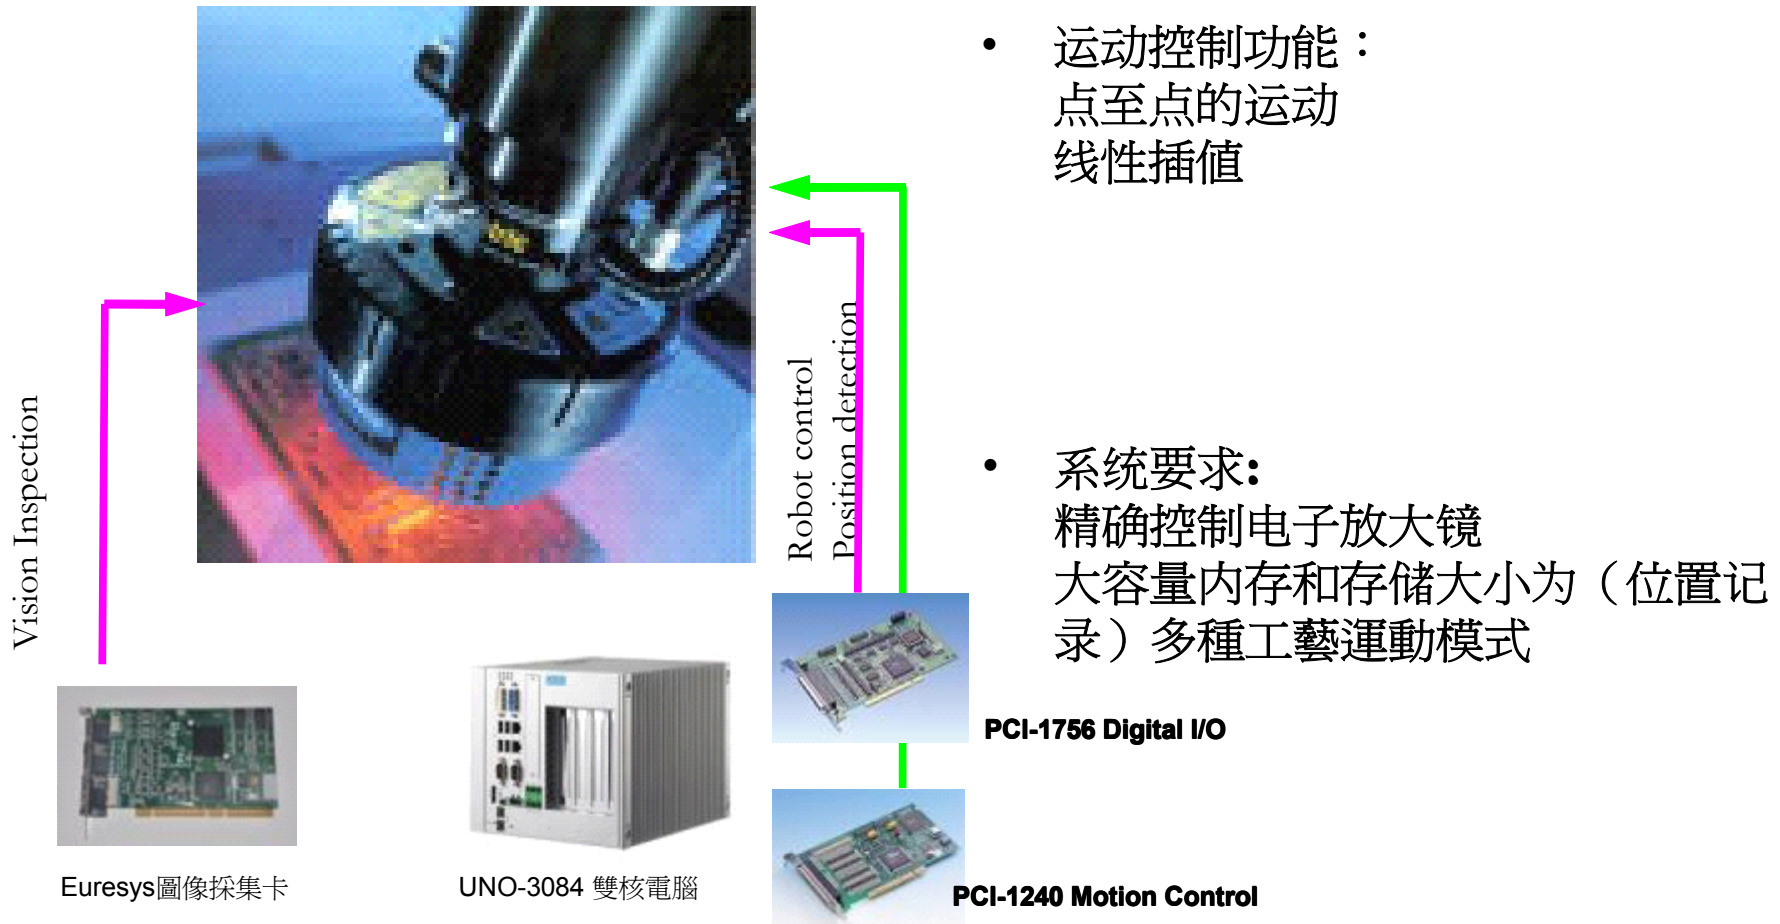 • 运动控制功能：
点至点的运动
线性插值
• 系统要求:
精确控制电子放大镜
大容量内存和存储大小为（位置记
录）多種工藝運動模式
Vision Inspection
Robot control
Position detection
PCI-1756 Digital I/O
PCI-1240 Motion Control
Euresys圖像採集卡
UNO-3084 雙核電腦